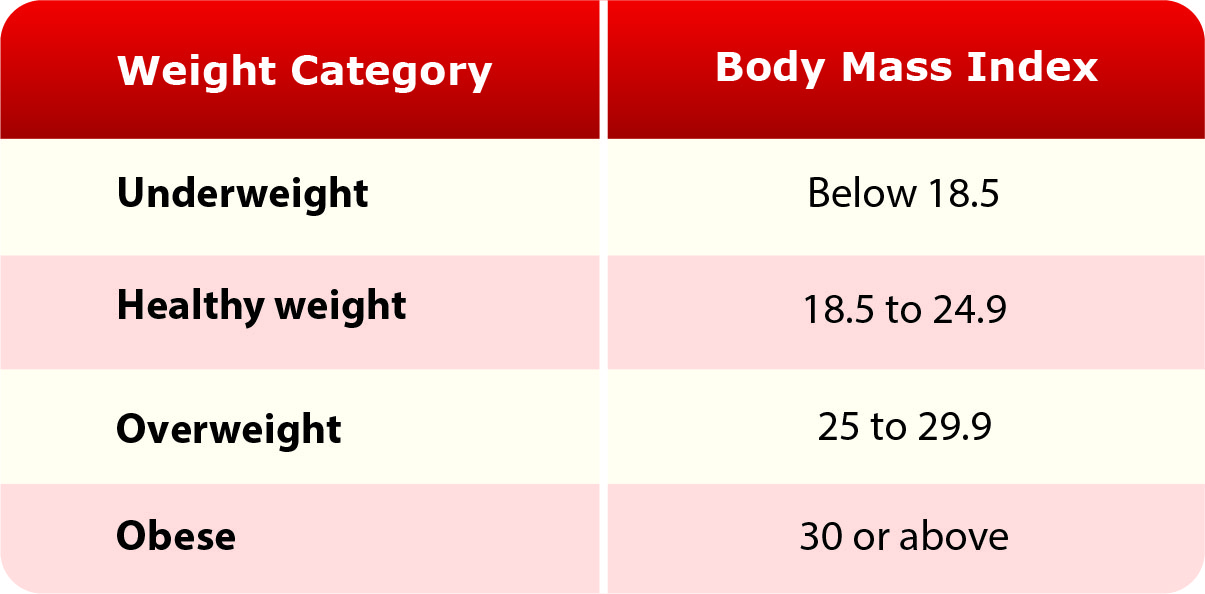 Weight Category Body Mass Index
Underweight Below 18.5
Healthy weight 18.5 to 24.9
Overweight 25 to 29.9
Obese 30 or above